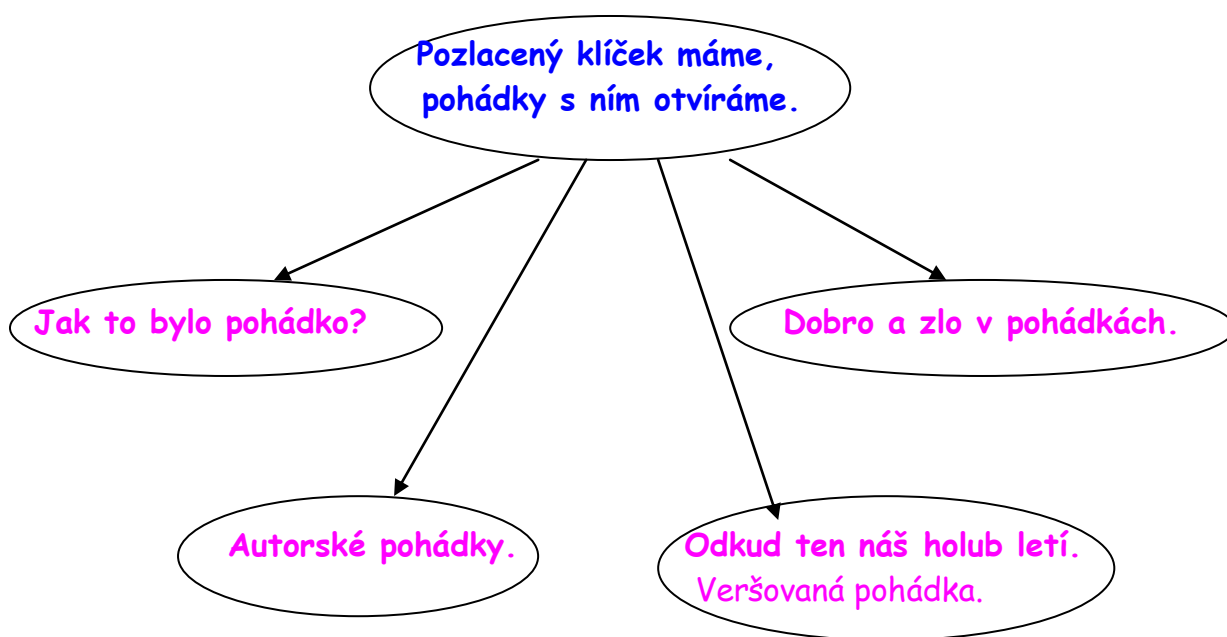 Pozlacený klíček máme,
pohádky s ním otvíráme.
Jak to bylo pohádko?
Dobro a zlo v pohádkách.
Autorské pohádky.
Odkud ten náš holub letí.
Veršovaná pohádka.